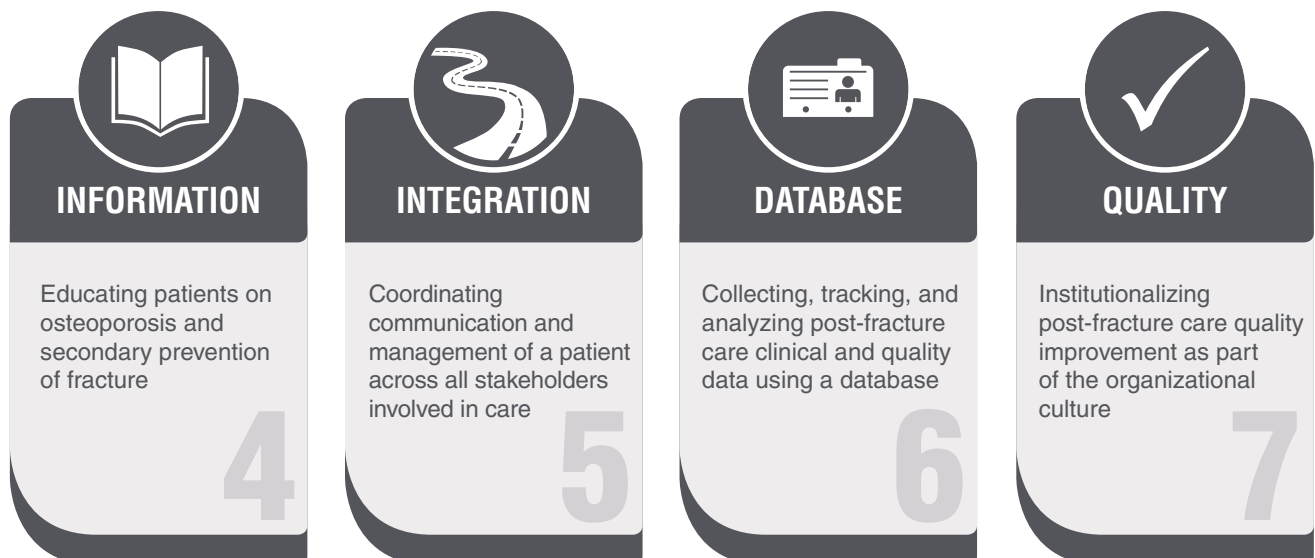 INFORMATION
Educating patients on
osteoporosis and
secondary prevention
of fracture
4
INTEGRATION
Coordinating
communication and
management of a patient
across all stakeholders
involved in care
5
DATABASE
Collecting, tracking, and
analyzing post-fracture
care clinical and quality
data using a database
6
QUALITY
Institutionalizing
post-fracture care quality
improvement as part
of the organizational
culture
7